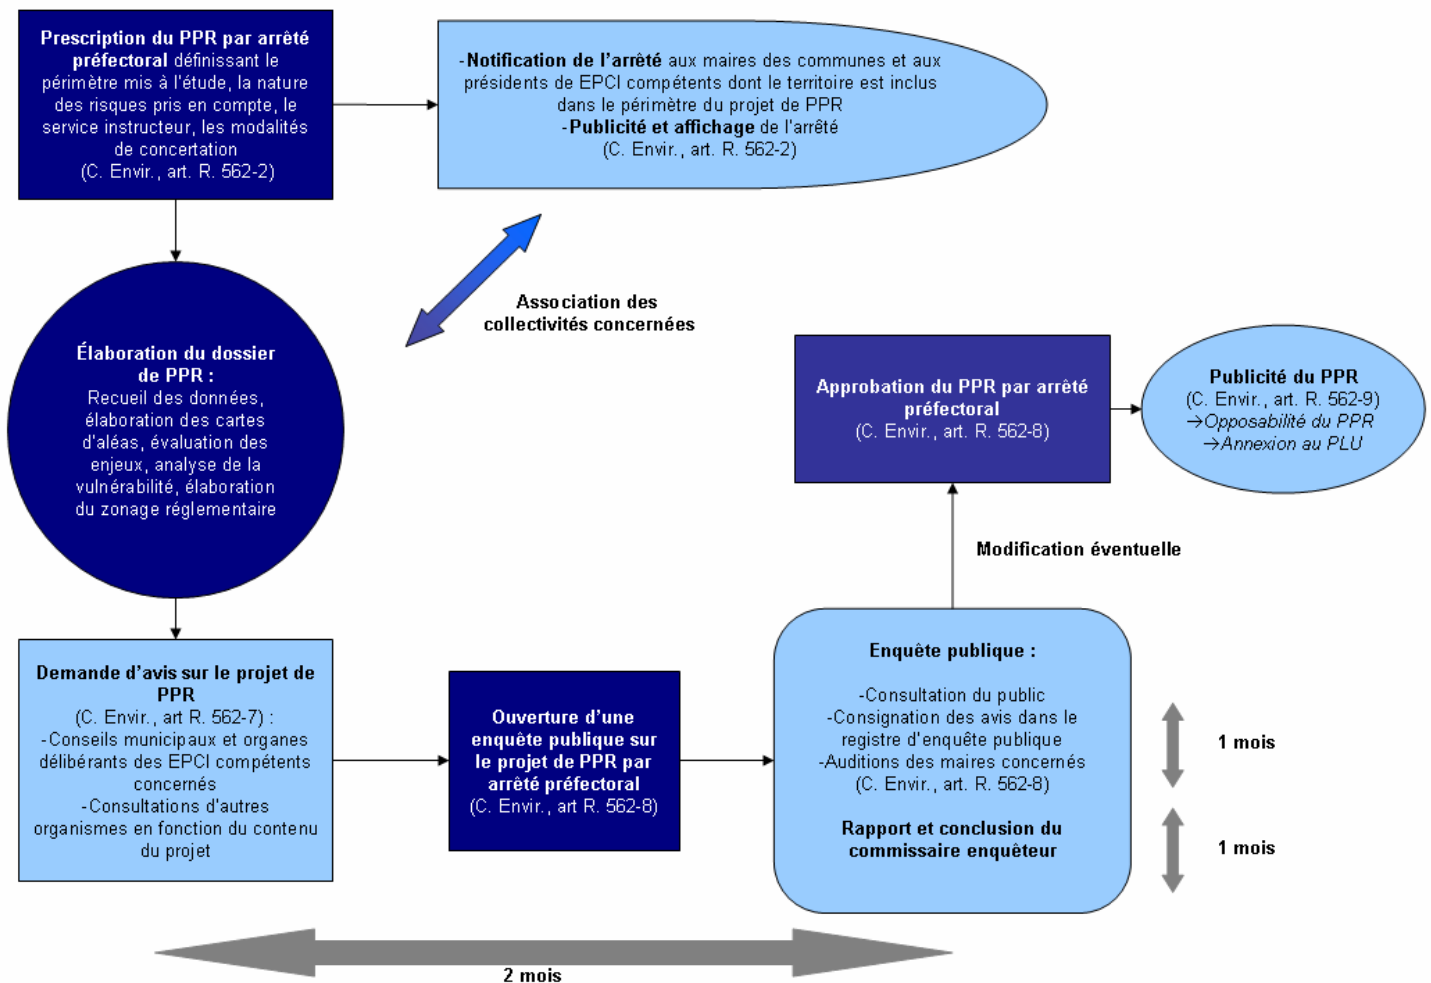 Prescription du PPR par arrêté
préfectoral définissant le
périmètre mis à l'étude, la nature
des risques pris en compte, le
service instructeur, les modalités
de concertation
(C. Envir., art. R. 562-2)
-Notification de l'arrêté aux maires des communes et aux
présidents de EPCI compétents dont le territoire est inclus
dans le périmètre du projet de PPR
-Publicité et affichage de l'arrêté
(C. Envir., art. R. 562-2)
Association des
collectivités concernées
Élaboration du dossier
de PPR :
Recueil des données,
élaboration des cartes
d'aléas, évaluation des
enjeux, analyse de la
vulnérabilité, élaboration
du zonage réglementaire
Approbation du PPR par arrêté
préfectoral
(C. Envir., art. R. 562-8)
Publicité du PPR
(C. Envir., art. R. 562-9)
→Opposabilité du PPR
→Annexion au PLU
Modification éventuelle
Demande d'avis sur le projet de
PPR
(C. Envir., art R. 562-7) :
-Conseils municipaux et organes
délibérants des EPCI compétents
concernés
-Consultations d'autres
organismes en fonction du contenu
du projet
Ouverture d'une
enquête publique sur
le projet de PPR par
arrêté préfectoral
(C. Envir., art R. 562-8)
Enquête publique :
-Consultation du public
-Consignation des avis dans le
registre d'enquête publique
-Auditions des maires concernés
(C. Envir., art. R. 562-8)
Rapport et conclusion du
commissaire enquêteur
1 mois
1 mois
2 mois